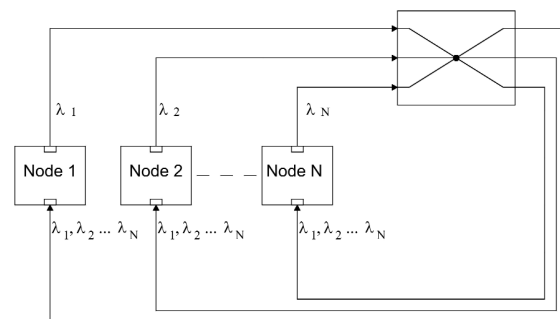 λ 1 λ 2 λ N
Node 1 Node 2 Node N
λ 1, λ 2 ... λ N λ 1, λ 2 ... λ N λ 1, λ 2 ... λ N